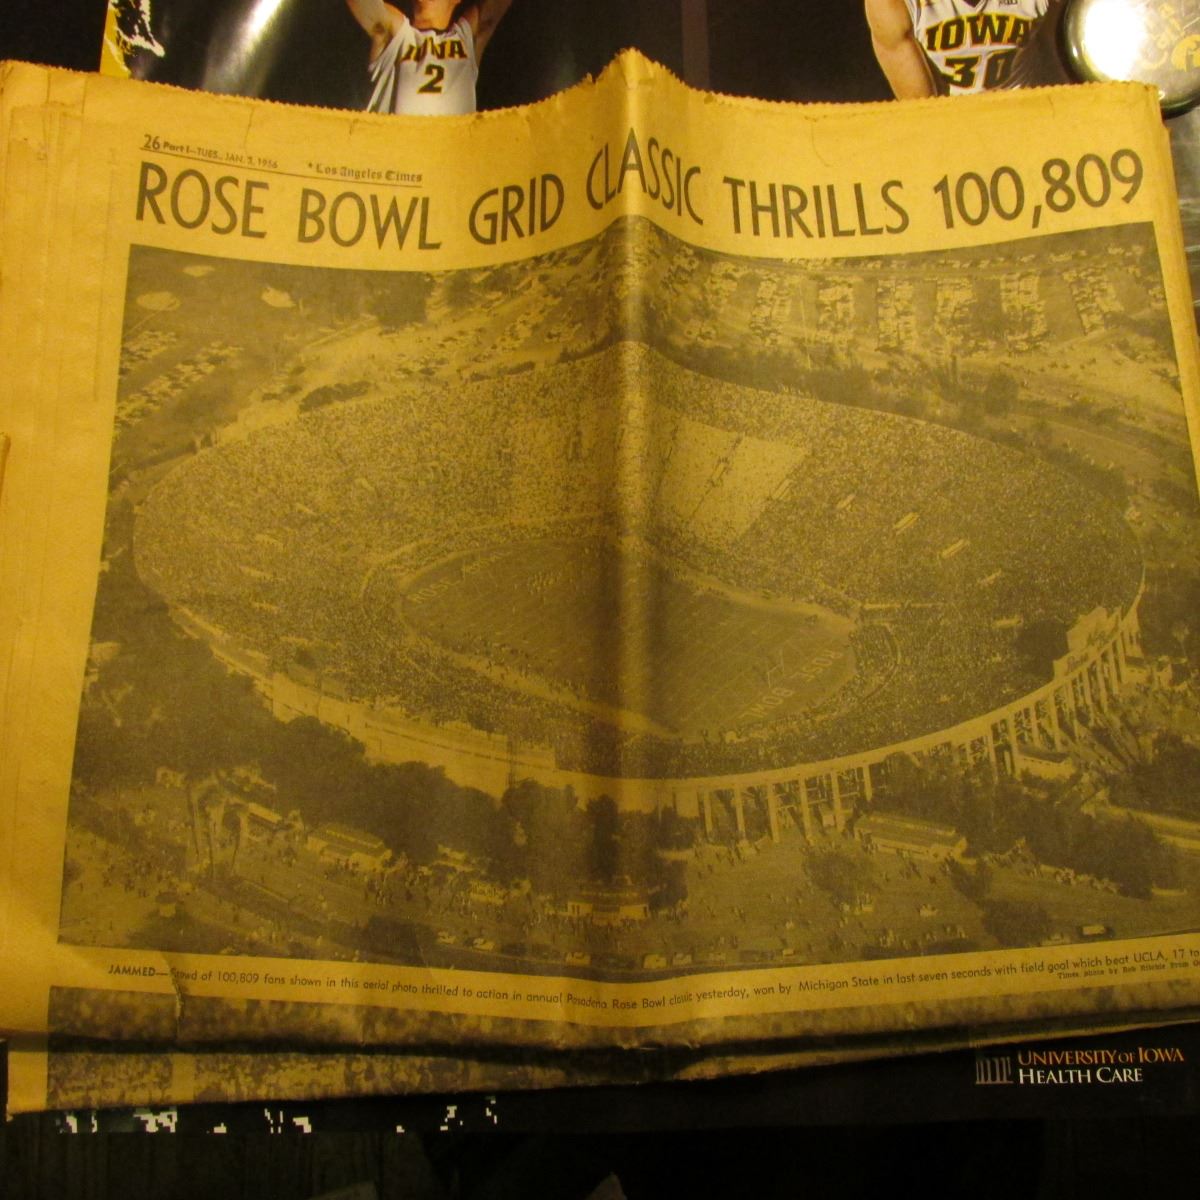 IOWA
2
IOWA
30
26 Part I—TUES., JAN. 3, 1956
* Los Angeles Times
ROSE BOWL GRID CLASSIC THRILLS 100,809
ROSE BOWL
JAMMED—Crowd of 100,809 fans shown in this aerial photo thrilled to action in annual Pasadena Rose Bowl classic yesterday, won by Michigan State in last seven seconds with field goal which beat UCLA, 17 to
Times photo by Bob Ritchie From
UNIVERSITY OF IOWA
HEALTH CARE